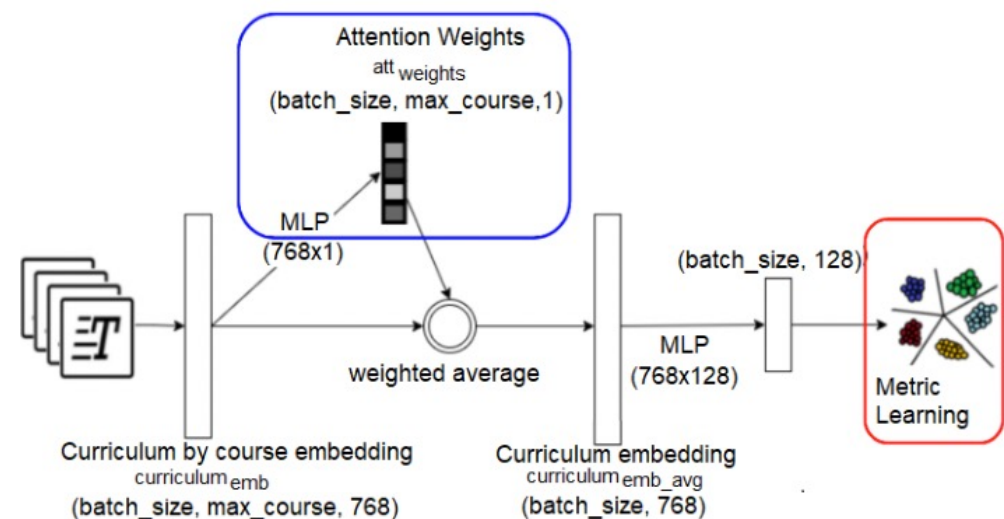 Attention Weights
att weights
(batch_size, max_course,1)
MLP
(768x1)
(batch_size, 128)
T
weighted average
MLP
(768x128)
Metric
Learning
Curriculum by course embedding
curriculum emb
(batch_size, max_course, 768)
Curriculum embedding
curriculum emb_avg
(batch_size, 768)
.